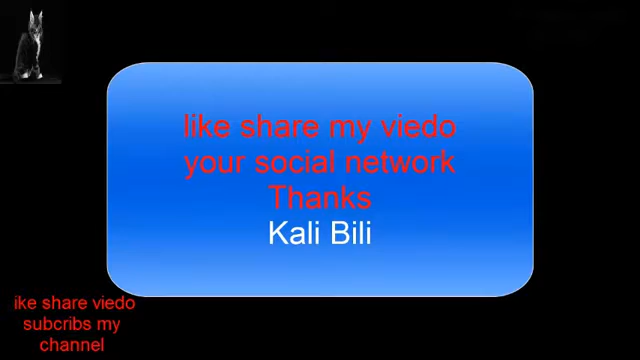 like share my viedo
your social network
Thanks
Kali Bili
ike share viedo
subcribs my
channel